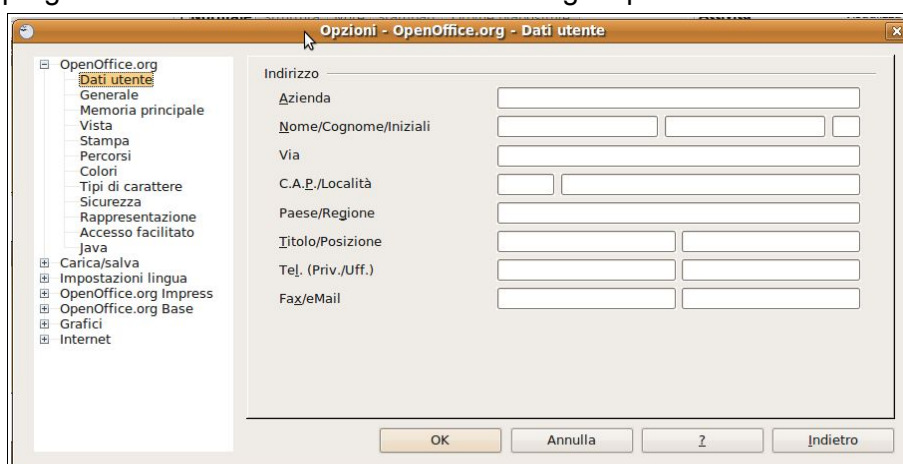 Opzioni - OpenOffice.org - Dati utente
OpenOffice.org
Dati utente
Generale
Memoria principale
Vista
Stampa
Percorsi
Colori
Tipi di carattere
Sicurezza
Rappresentazione
Accesso facilitato
Java
Carica/salva
Impostazioni lingua
OpenOffice.org Impress
OpenOffice.org Base
Grafici
Internet
Indirizzo
Azienda
Nome/Cognome/Iniziali
Via
C.A.P./Località
Paese/Regione
Titolo/Posizione
Tel. (Priv./Uff.)
Fax/eMail
OK
Annulla
?
Indietro